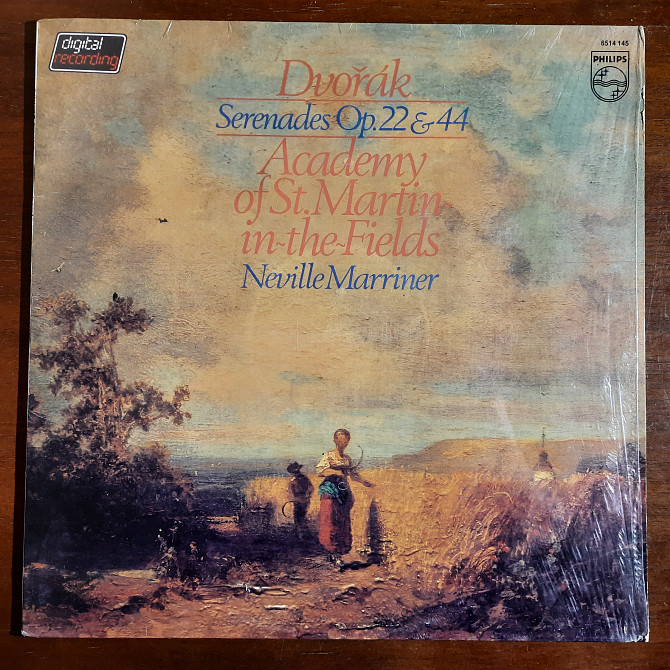 digital
recording
6514 145
PHILIPS
Dvořák
Serenades Op.22 & 44
Academy
of St. Martin-
in-the-Fields
Neville Marriner